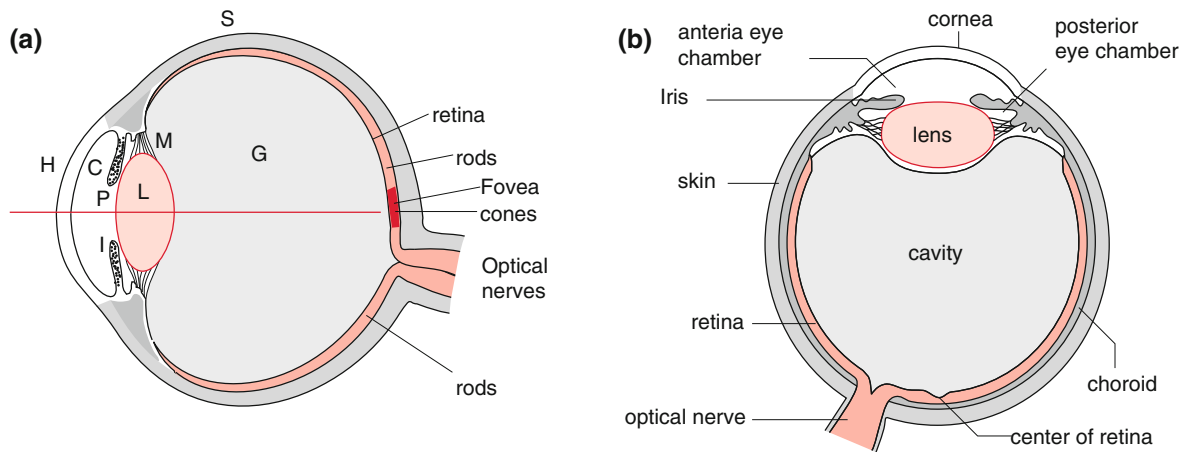 (a)
S
H
C
P
I
L
M
G
retina
rods
Fovea
cones
Optical
nerves
rods
(b)
anteria eye
chamber
cornea
posterior
eye chamber
Iris
lens
skin
cavity
retina
choroid
optical nerve
center of retina